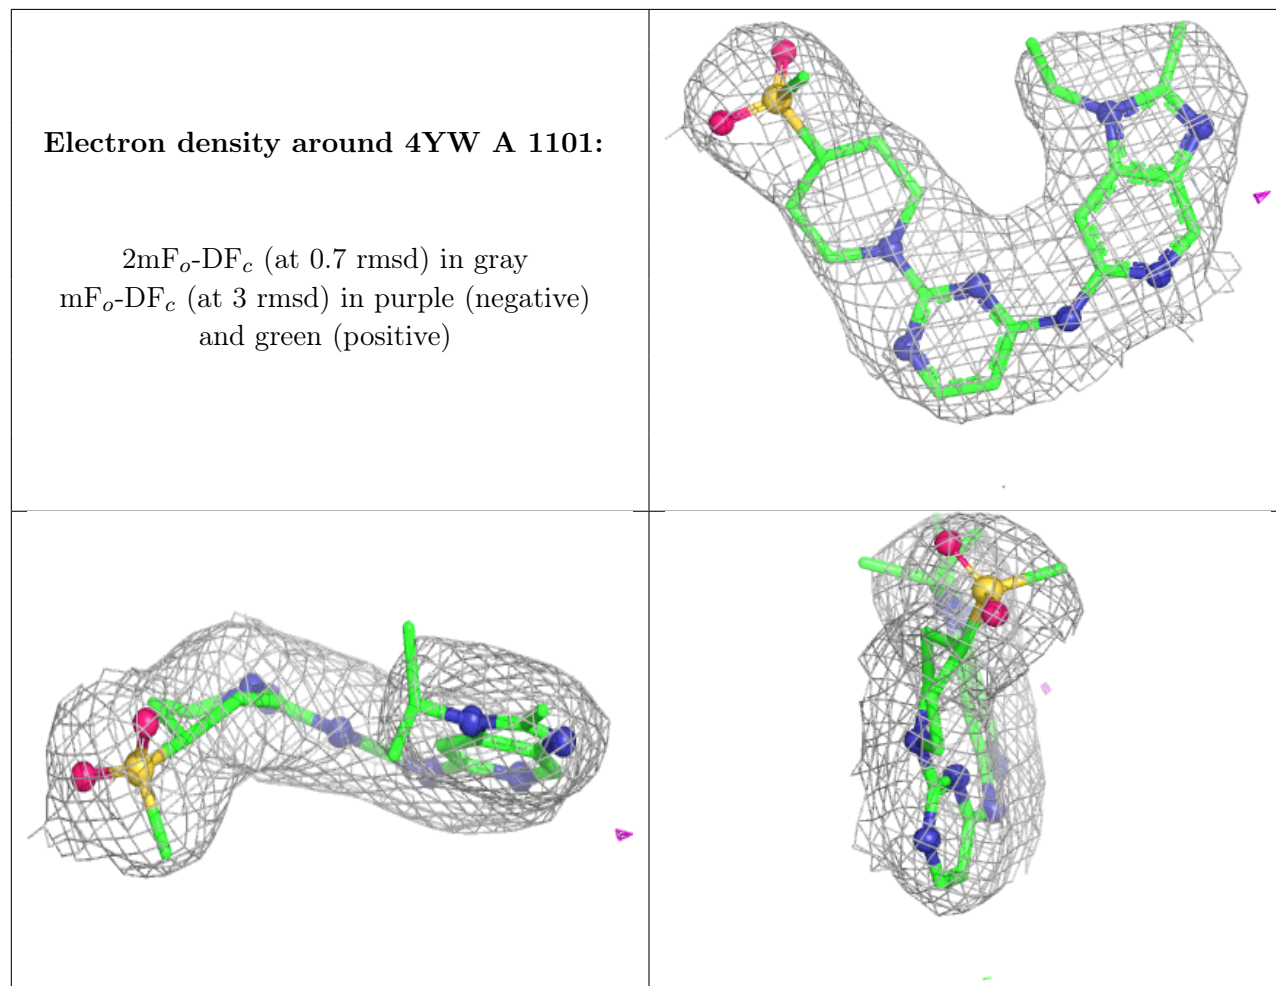 Electron density around 4YW A 1101:
2mFo-DFc (at 0.7 rmsd) in gray
mFo-DFc (at 3 rmsd) in purple (negative)
and green (positive)